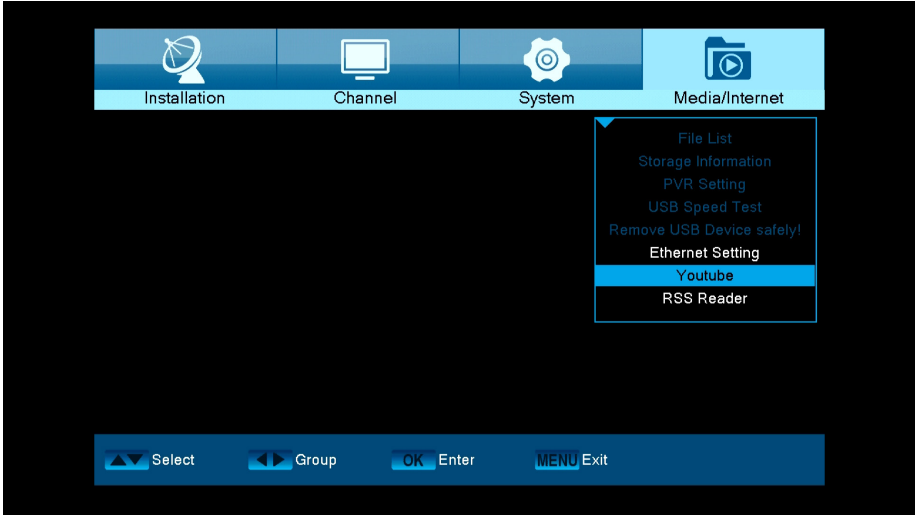 Installation
Channel
System
Media/Internet
File List
Storage Information
PVR Setting
USB Speed Test
Remove USB Device safely!
Ethernet Setting
Youtube
RSS Reader
Select
Group
OK Enter
MENU Exit